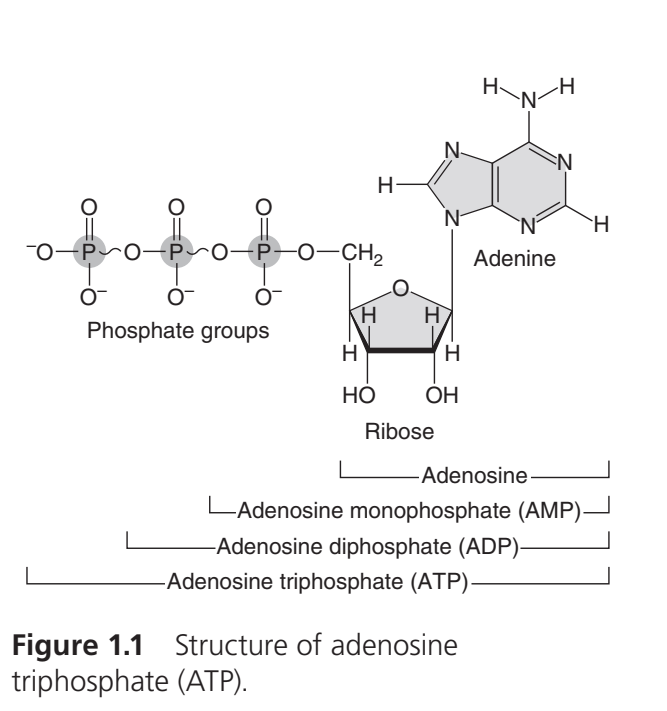 H H
N
N N
H
N N H
Adenine
O O O
⁻O P O P O P O CH₂
O⁻ O⁻ O⁻
Phosphate groups
O
H H
H H
HO OH
Ribose
Adenosine
Adenosine monophosphate (AMP)
Adenosine diphosphate (ADP)
Adenosine triphosphate (ATP)
Figure 1.1 Structure of adenosine
triphosphate (ATP).